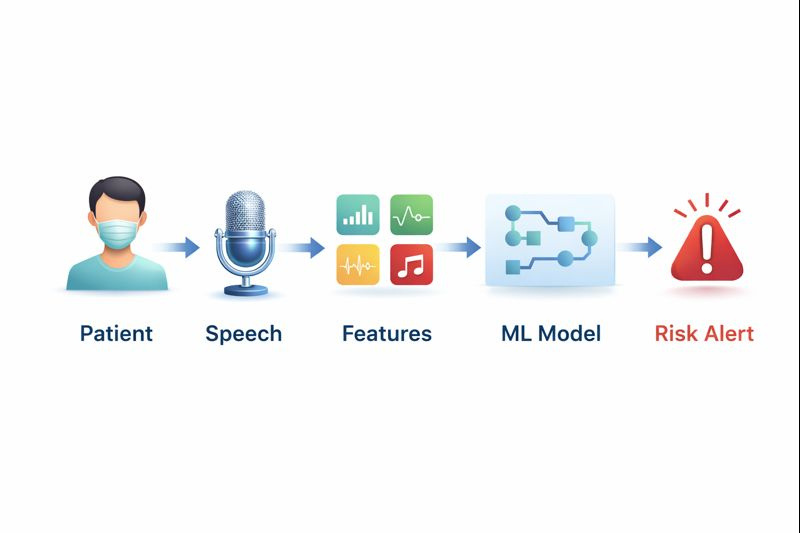 Patient
Speech
Features
ML Model
Risk Alert